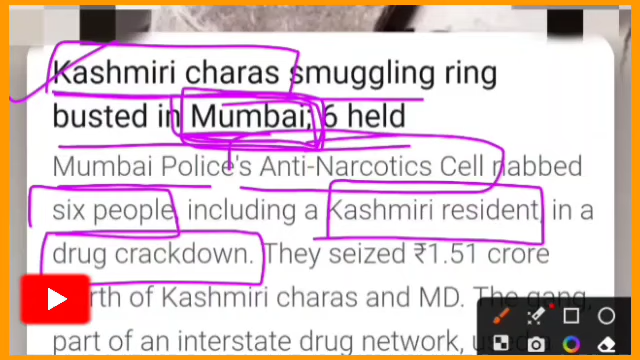 Kashmiri charas smuggling ring
busted in Mumbai; 6 held
Mumbai Police's Anti-Narcotics Cell nabbed
six people, including a Kashmiri resident, in a
drug crackdown. They seized ₹1.51 crore
of Kashmiri charas and MD. The gang,
part of an interstate drug network,